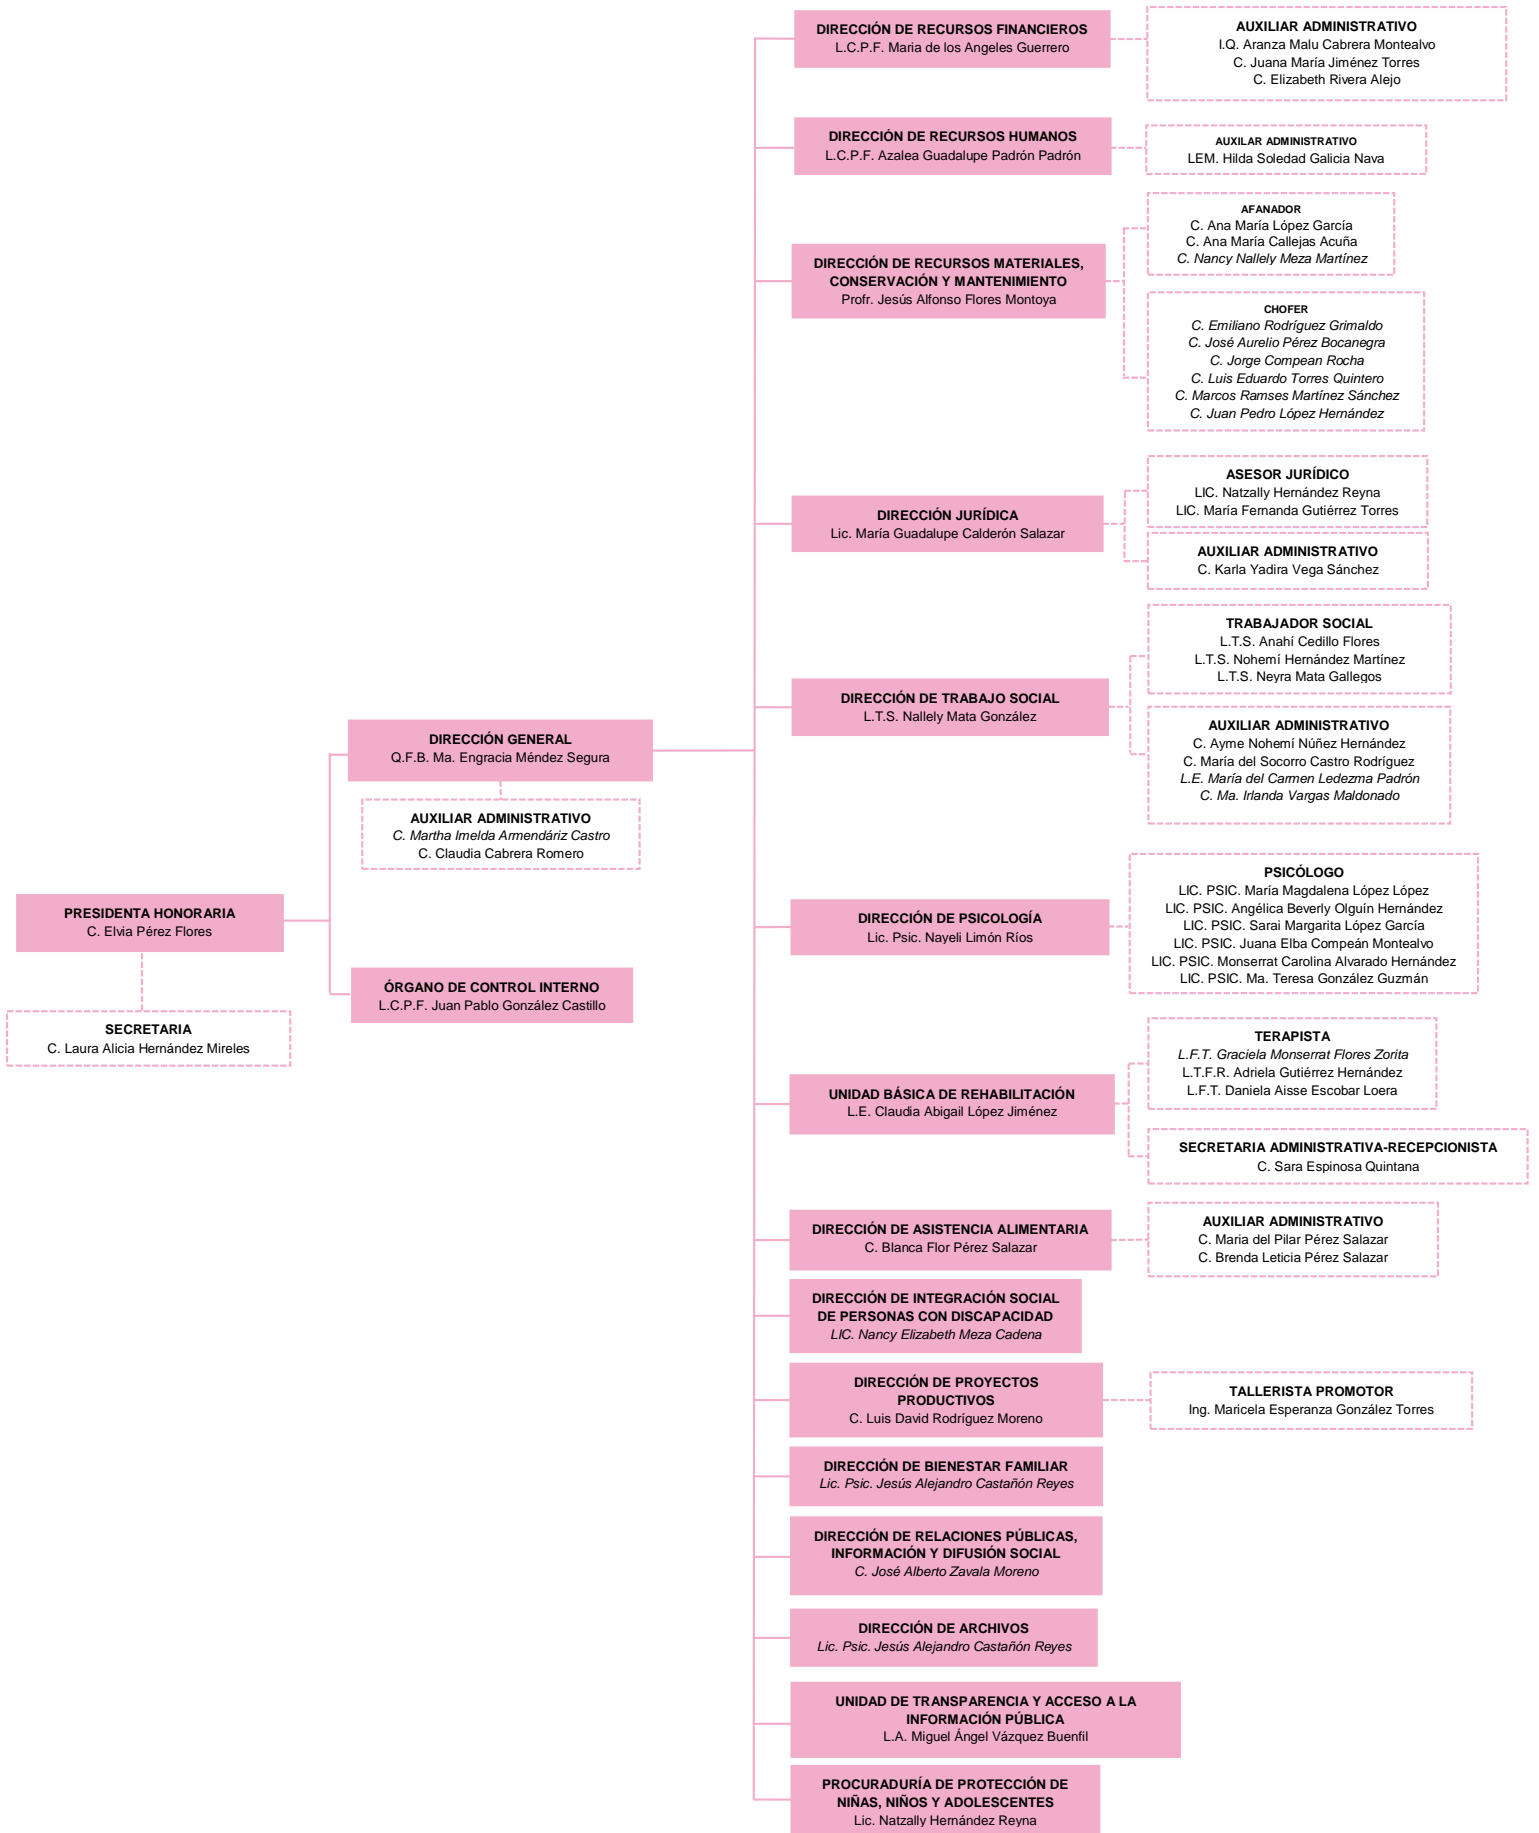 PRESIDENTA HONORARIA
C. Elvia Pérez Flores
SECRETARIA
C. Laura Alicia Hernández Mireles
DIRECCIÓN GENERAL
Q.F.B. Ma. Engracia Méndez Segura
AUXILIAR ADMINISTRATIVO
C. Martha Imelda Armendáriz Castro
C. Claudia Cabrera Romero
ÓRGANO DE CONTROL INTERNO
L.C.P.F. Juan Pablo González Castillo
DIRECCIÓN DE RECURSOS FINANCIEROS
L.C.P.F. Maria de los Angeles Guerrero
AUXILIAR ADMINISTRATIVO
I.Q. Aranza Malu Cabrera Montealvo
C. Juana María Jiménez Torres
C. Elizabeth Rivera Alejo
DIRECCIÓN DE RECURSOS HUMANOS
L.C.P.F. Azalea Guadalupe Padrón Padrón
AUXILAR ADMINISTRATIVO
LEM. Hilda Soledad Galicia Nava
DIRECCIÓN DE RECURSOS MATERIALES,
CONSERVACIÓN Y MANTENIMIENTO
Profr. Jesús Alfonso Flores Montoya
AFANADOR
C. Ana María López García
C. Ana María Callejas Acuña
C. Nancy Nallely Meza Martínez
CHOFER
C. Emiliano Rodríguez Grimaldo
C. José Aurelio Pérez Bocanegra
C. Jorge Compean Rocha
C. Luis Eduardo Torres Quintero
C. Marcos Ramses Martínez Sánchez
C. Juan Pedro López Hernández
DIRECCIÓN JURÍDICA
Lic. María Guadalupe Calderón Salazar
ASESOR JURÍDICO
LIC. Natzally Hernández Reyna
LIC. María Fernanda Gutiérrez Torres
AUXILIAR ADMINISTRATIVO
C. Karla Yadira Vega Sánchez
DIRECCIÓN DE TRABAJO SOCIAL
L.T.S. Nallely Mata González
TRABAJADOR SOCIAL
L.T.S. Anahí Cedillo Flores
L.T.S. Nohemí Hernández Martínez
L.T.S. Neyra Mata Gallegos
AUXILIAR ADMINISTRATIVO
C. Ayme Nohemí Núñez Hernández
C. María del Socorro Castro Rodríguez
L.E. María del Carmen Ledezma Padrón
C. Ma. Irlanda Vargas Maldonado
DIRECCIÓN DE PSICOLOGÍA
Lic. Psic. Nayeli Limón Ríos
PSICÓLOGO
LIC. PSIC. María Magdalena López López
LIC. PSIC. Angélica Beverly Olguín Hernández
LIC. PSIC. Sarai Margarita López García
LIC. PSIC. Juana Elba Compeán Montealvo
LIC. PSIC. Monserrat Carolina Alvarado Hernández
LIC. PSIC. Ma. Teresa González Guzmán
UNIDAD BÁSICA DE REHABILITACIÓN
L.E. Claudia Abigail López Jiménez
TERAPISTA
L.F.T. Graciela Monserrat Flores Zorita
L.T.F.R. Adriela Gutiérrez Hernández
L.F.T. Daniela Aisse Escobar Loera
SECRETARIA ADMINISTRATIVA-RECEPCIONISTA
C. Sara Espinosa Quintana
DIRECCIÓN DE ASISTENCIA ALIMENTARIA
C. Blanca Flor Pérez Salazar
AUXILIAR ADMINISTRATIVO
C. Maria del Pilar Pérez Salazar
C. Brenda Leticia Pérez Salazar
DIRECCIÓN DE INTEGRACIÓN SOCIAL
DE PERSONAS CON DISCAPACIDAD
LIC. Nancy Elizabeth Meza Cadena
DIRECCIÓN DE PROYECTOS
PRODUCTIVOS
C. Luis David Rodríguez Moreno
TALLERISTA PROMOTOR
Ing. Maricela Esperanza González Torres
DIRECCIÓN DE BIENESTAR FAMILIAR
Lic. Psic. Jesús Alejandro Castañón Reyes
DIRECCIÓN DE RELACIONES PÚBLICAS,
INFORMACIÓN Y DIFUSIÓN SOCIAL
C. José Alberto Zavala Moreno
DIRECCIÓN DE ARCHIVOS
Lic. Psic. Jesús Alejandro Castañón Reyes
UNIDAD DE TRANSPARENCIA Y ACCESO A LA
INFORMACIÓN PÚBLICA
L.A. Miguel Ángel Vázquez Buenfil
PROCURADURÍA DE PROTECCIÓN DE
NIÑAS, NIÑOS Y ADOLESCENTES
Lic. Natzally Hernández Reyna